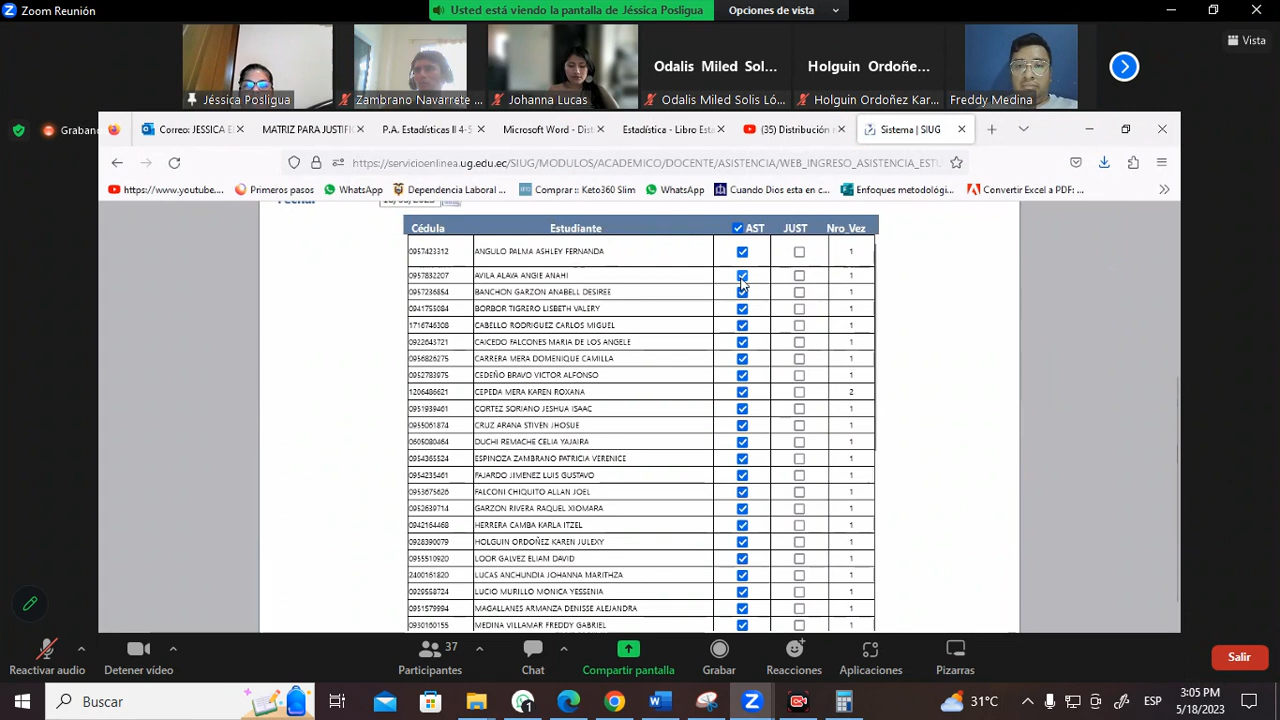 Zoom Reunión
Usted está viendo la pantalla de Jéssica Posligua
Opciones de vista
Vista
Jéssica Posligua
Zambrano Navarrete ...
Johanna Lucas
Odalis Miled Sol...
Odalis Miled Solis Ló...
Holguin Ordoñe...
Holguin Ordoñez Kar...
Freddy Medina
Graban
Correo: JESSICA E
MATRIZ PARA JUSTIFI
P.A. Estadísticas II 4-5
Microsoft Word - Dist
Estadística - Libro Esta
(35) Distribución n
Sistema | SIUG
https://servicioenlinea.ug.edu.ec/SIUG/MODULOS/ACADEMICO/DOCENTE/ASISTENCIA/WEB_INGRESO_ASISTENCIA_ESTU
https://www.youtube....
Primeros pasos
WhatsApp
Dependencia Laboral ...
Comprar :: Keto360 Slim
WhatsApp
Cuando Dios esta en c...
Enfoques metodológi...
Convertir Excel a PDF:...
Cédula Estudiante AST JUST Nro_Vez
0957423312 ANGULO PALMA ASHLEY FERNANDA 1
0957832207 AVILA ALAVA ANGIE ANAHI 1
0957236854 BANCHON GARZON ANABELL DESIREE 1
0941755084 BORBOR TIGRERO LISBETH VALERY 1
1716746308 CABELLO RODRIGUEZ CARLOS MIGUEL 1
0922643721 CAICEDO FALCONES MARIA DE LOS ANGELE 1
0956826275 CARRERA MERA DOMENIQUE CAMILLA 1
0952783975 CEDEÑO BRAVO VICTOR ALFONSO 1
1206486621 CEPEDA MERA KAREN ROXANA 2
0951939461 CORTEZ SORIANO JESHUA ISAAC 1
0955061874 CRUZ ARANA STIVEN JHOSUE 1
0605080464 DUCHI REMACHE CELIA YAJAIRA 1
0954365524 ESPINOZA ZAMBRANO PATRICIA VERENICE 1
0954235461 FAJARDO JIMENEZ LUIS GUSTAVO 1
0953675626 FALCONI CHIQUITO ALLAN JOEL 1
0952639714 GARZON RIVERA RAQUEL XIOMARA 1
0942164468 HERRERA CAMBA KARLA ITZEL 1
0928390079 HOLGUIN ORDOÑEZ KAREN JULEXY 1
0955510920 LOOR GALVEZ ELIAM DAVID 1
2400161820 LUCAS ANCHUNDIA JOHANNA MARITHZA 1
0929558724 LUCIO MURILLO MONICA YESSENIA 1
0951579994 MAGALLANES ARMANZA DENISSE ALEJANDRA 1
0930160155 MEDINA VILLAMAR FREDDY GABRIEL 1
Reactivar audio
Detener vídeo
37
Participantes
Chat
Compartir pantalla
Grabar
Reacciones
Aplicaciones
Pizarras
Salir
Buscar
31°C
ESP
3:05 PM
5/18/2023